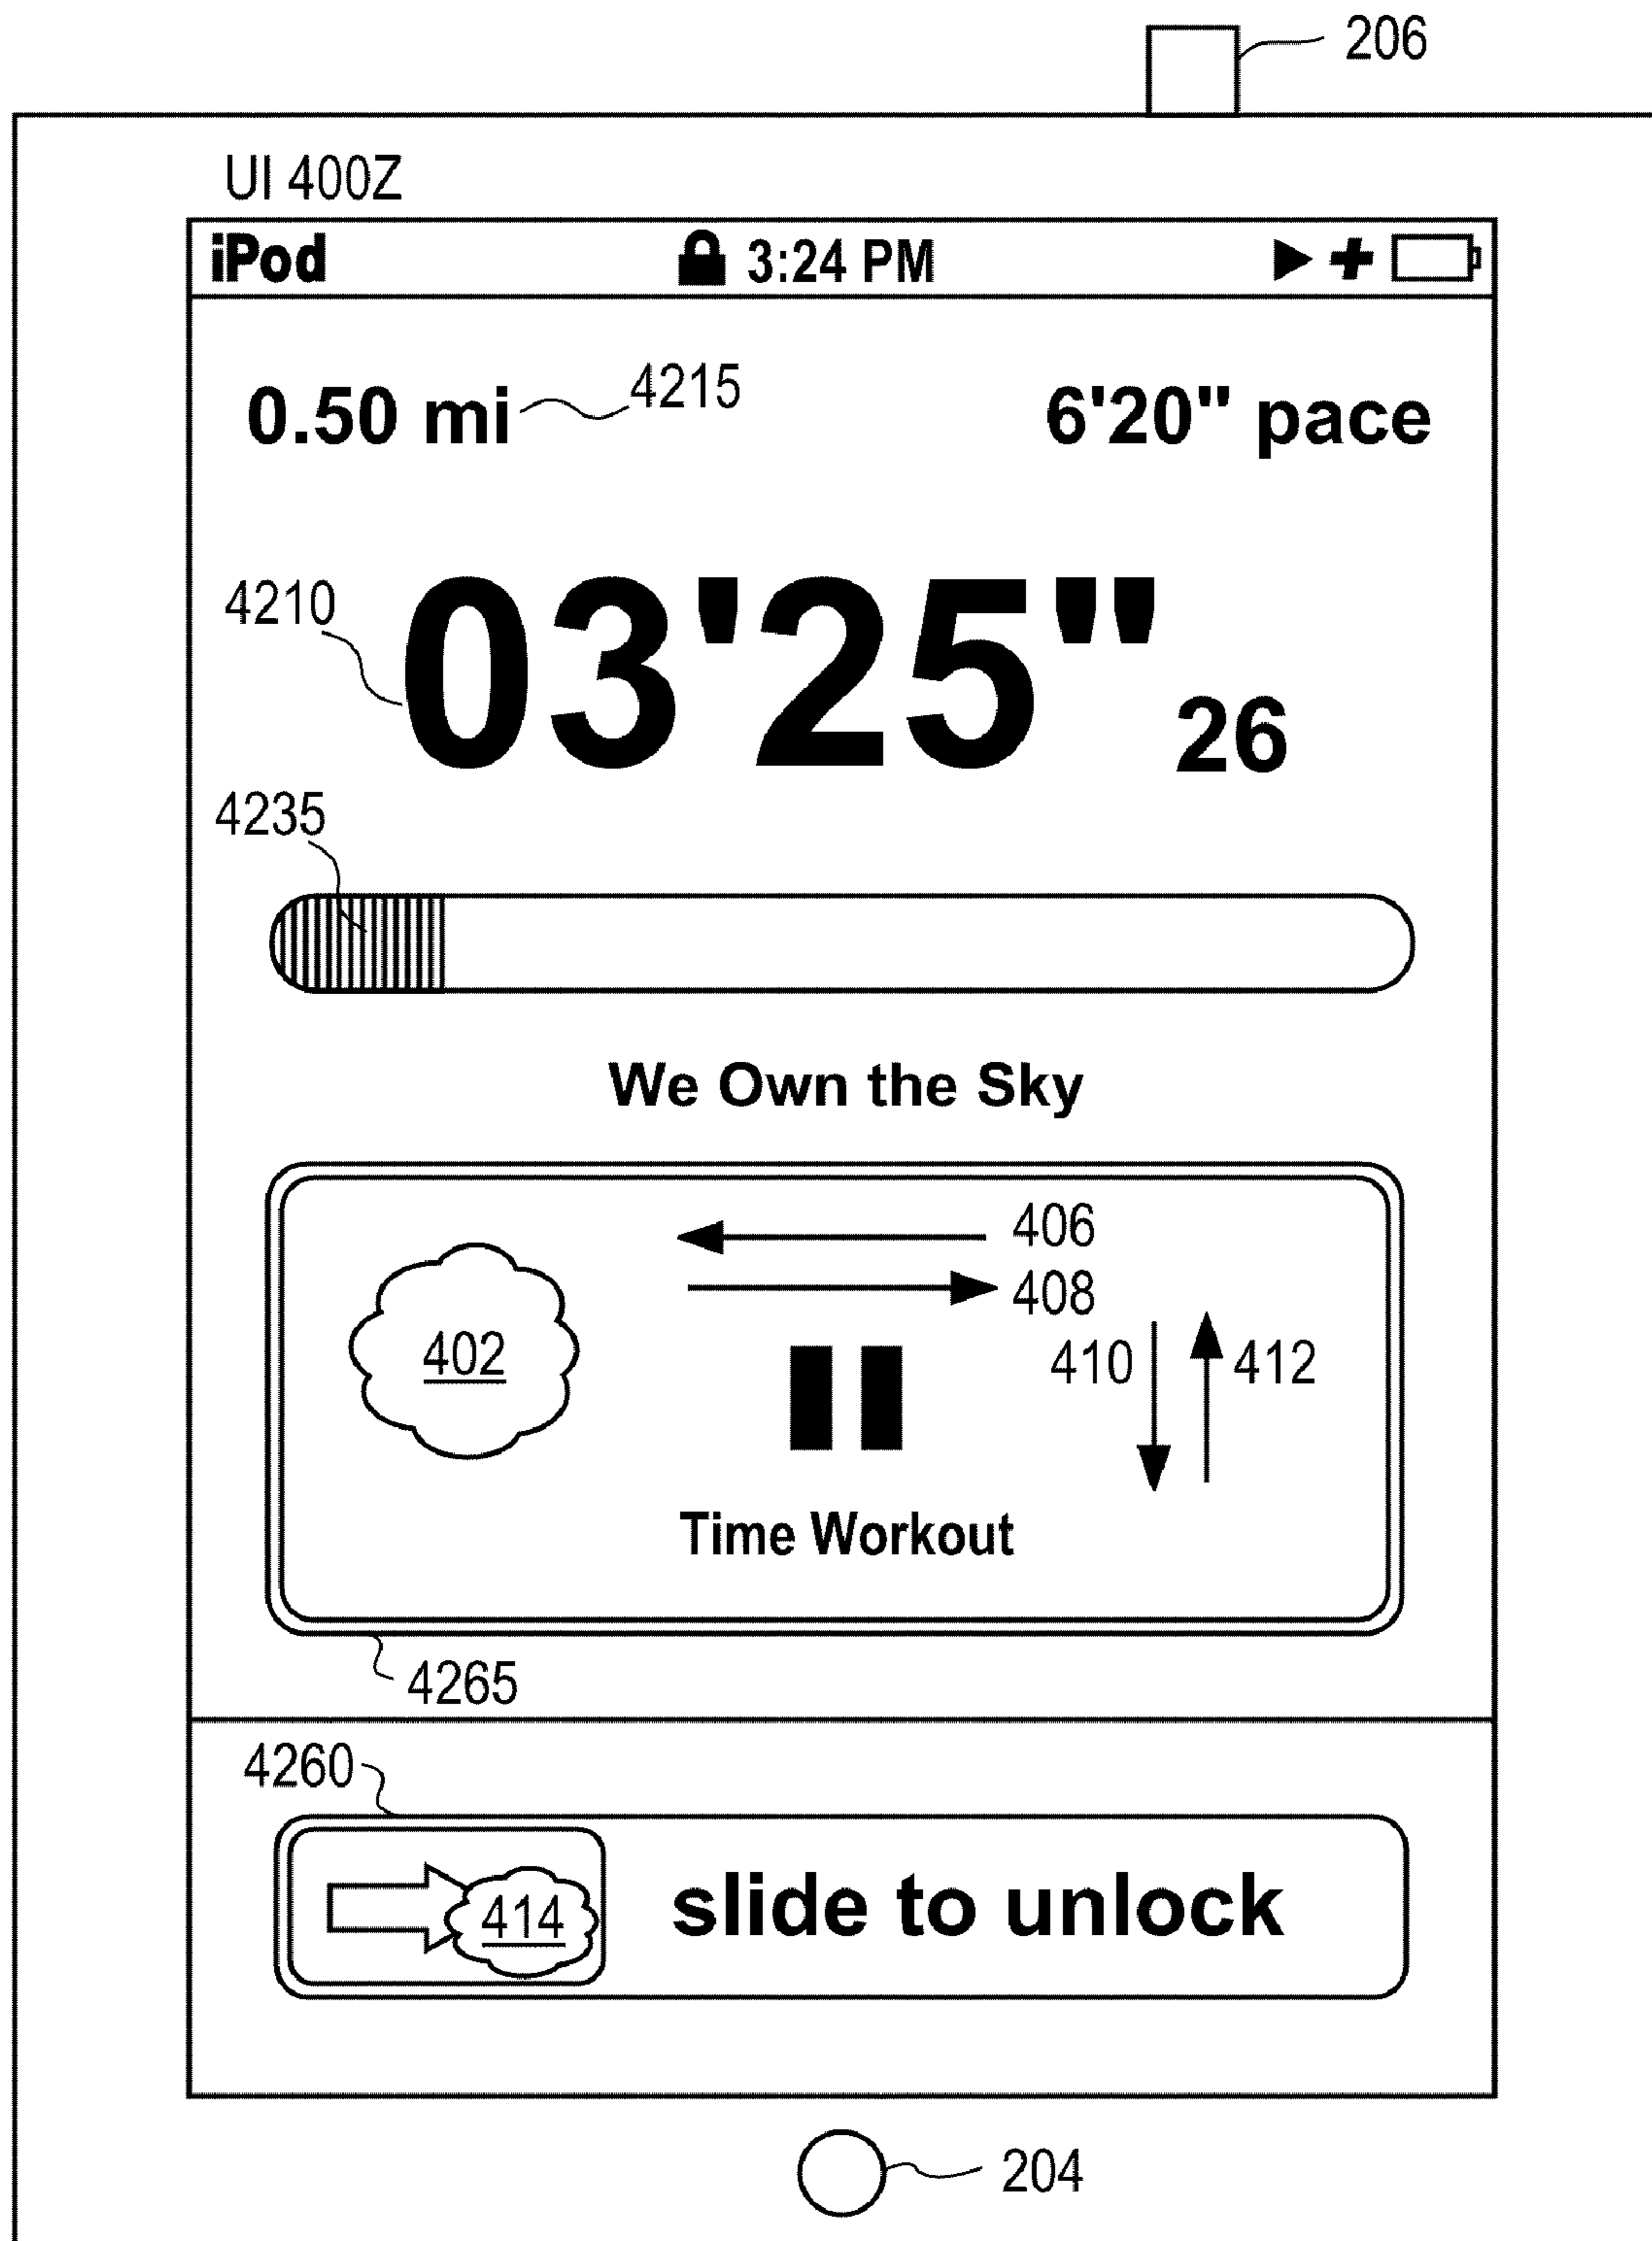 206
UI 400Z
iPod 3:24 PM
0.50 mi 4215 6'20" pace
4210 03'25" 26
4235
We Own the Sky
406
408
402 410 412
Time Workout
4265
4260
414 slide to unlock
204